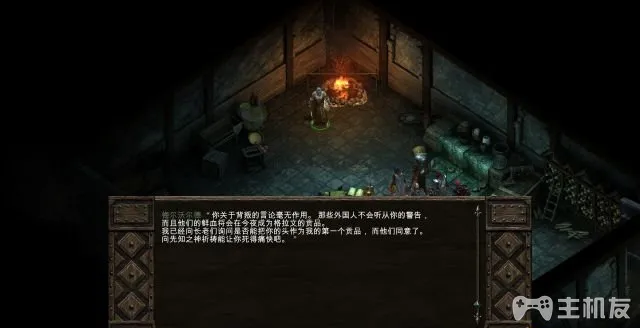 修尔沃尔德 "你关于背叛的言论毫无作用。 那些外国人不会听从你的警告，
而且他们的鲜血将会在今夜成为格拉文的贡品。
我已经向长老们询问是否能把你的头作为我的第一个贡品，而他们同意了。
向先知之神祈祷能让你死得痛快吧。"
主机友